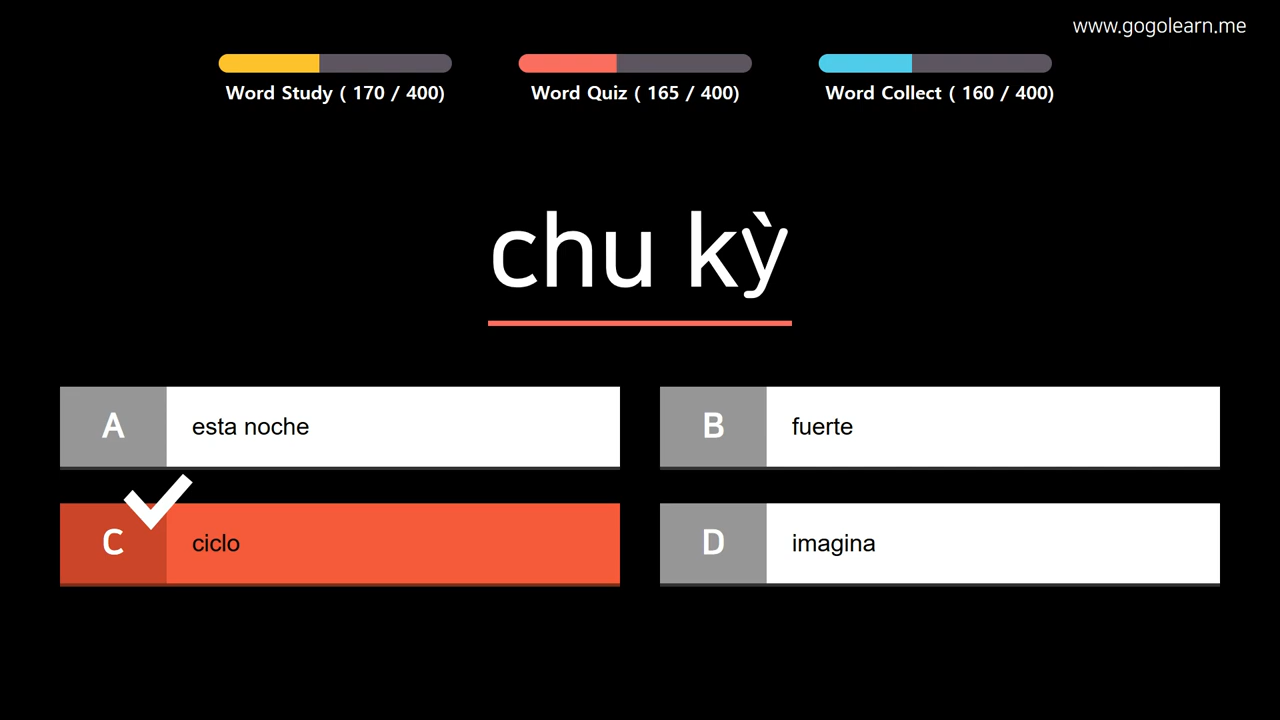 www.gogolearn.me
Word Study ( 170 / 400)
Word Quiz ( 165 / 400)
Word Collect ( 160 / 400)
chu kỳ
A esta noche
B fuerte
C ciclo
D imagina